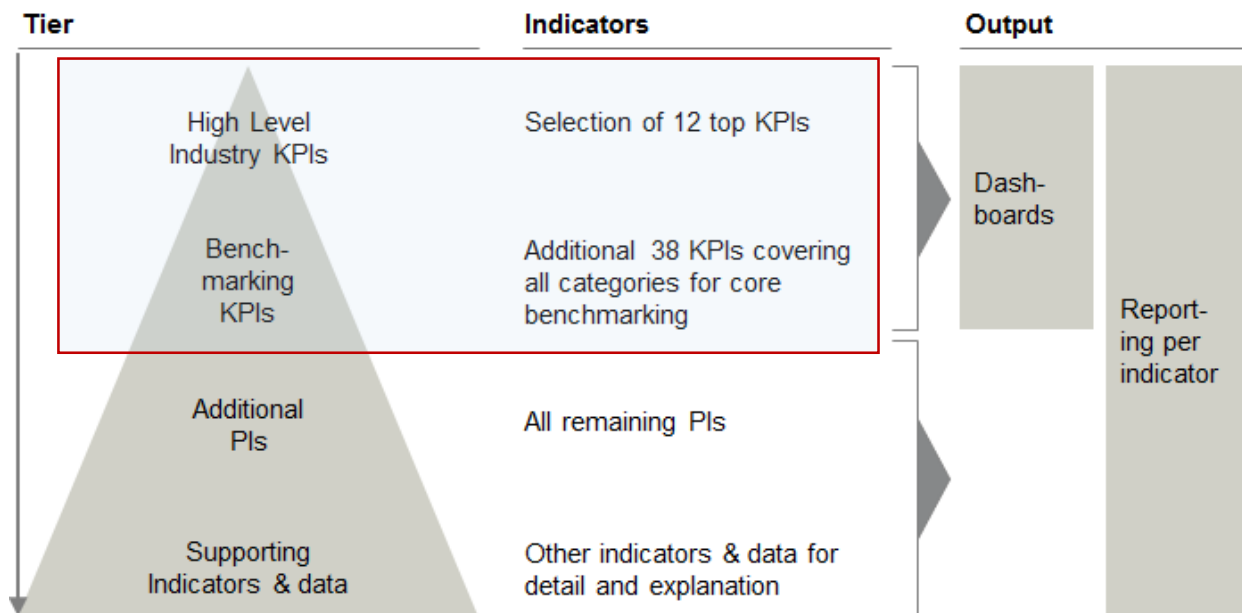 Tier
Indicators
Output
High Level
Industry KPIs
Selection of 12 top KPIs
Bench-
marking
KPIs
Additional 38 KPIs covering
all categories for core
benchmarking
Dash-
boards
Report-
ing per
indicator
Additional
PIs
All remaining PIs
Supporting
Indicators & data
Other indicators & data for
detail and explanation